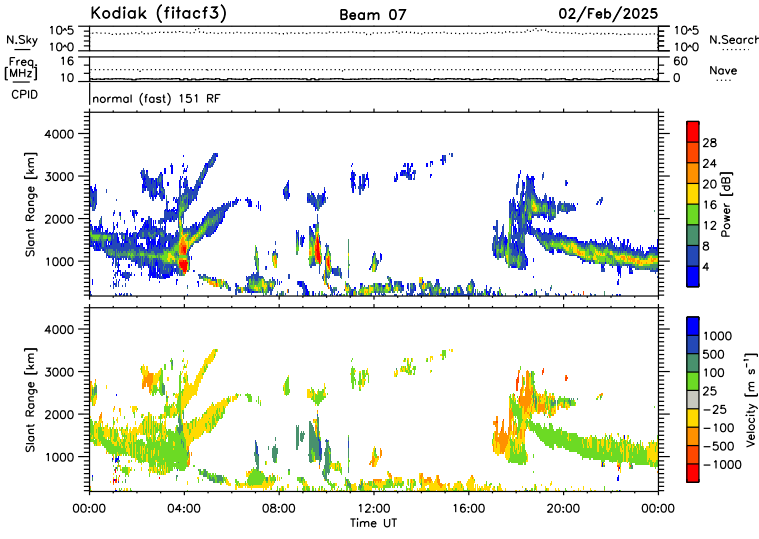 Kodiak (fitacf3) Beam 07 02/Feb/2025
N.Sky 10^5 10^0 10^5 10^0 N.Search
Freq. [MHz] 16 10 60 0 Nave
CPID normal (fast) 151 RF
Slant Range [km]
4000
3000
2000
1000
28
24
20
16
12
8
4
Power [dB]
Slant Range [km]
4000
3000
2000
1000
1000
500
100
25
−25
−100
−500
−1000
Velocity [m s⁻¹]
00:00 04:00 08:00 12:00 16:00 20:00 00:00
Time UT